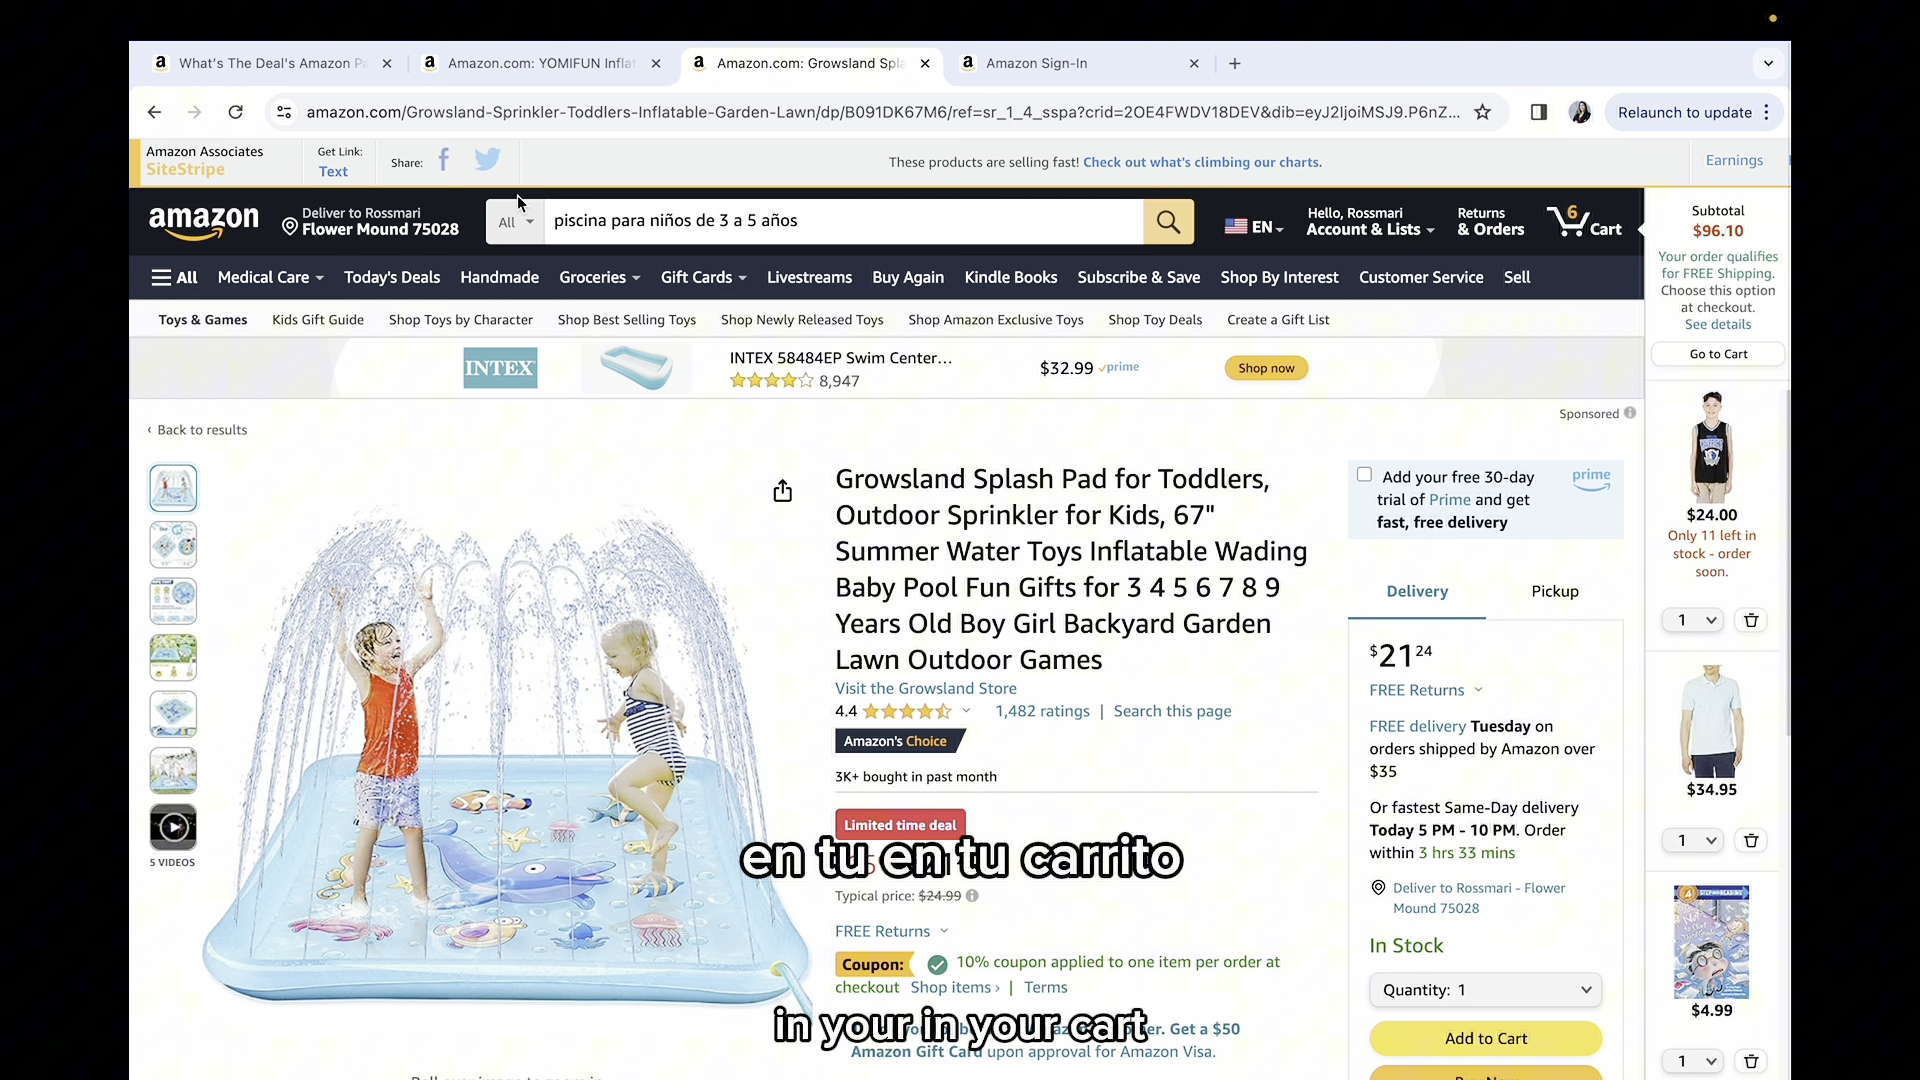 What's The Deal's Amazon Pa
Amazon.com: YOMIFUN Inflat
Amazon.com: Growsland Spla
Amazon Sign-In
amazon.com/Growsland-Sprinkler-Toddlers-Inflatable-Garden-Lawn/dp/B091DK67M6/ref=sr_1_4_sspa?crid=2OE4FWDV18DEV&dib=eyJ2IjoiMSJ9.P6nZ...
Relaunch to update
Amazon Associates
SiteStripe
Get Link:
Text
Share:
These products are selling fast! Check out what's climbing our charts.
Earnings
amazon
Deliver to Rossmari
Flower Mound 75028
All
piscina para niños de 3 a 5 años
EN
Hello, Rossmari
Account & Lists
Returns
& Orders
6
Cart
All
Medical Care
Today's Deals
Handmade
Groceries
Gift Cards
Livestreams
Buy Again
Kindle Books
Subscribe & Save
Shop By Interest
Customer Service
Sell
Toys & Games
Kids Gift Guide
Shop Toys by Character
Shop Best Selling Toys
Shop Newly Released Toys
Shop Amazon Exclusive Toys
Shop Toy Deals
Create a Gift List
INTEX
INTEX 58484EP Swim Center...
8,947
$32.99 prime
Shop now
Sponsored
‹ Back to results
5 VIDEOS
Growsland Splash Pad for Toddlers,
Outdoor Sprinkler for Kids, 67"
Summer Water Toys Inflatable Wading
Baby Pool Fun Gifts for 3 4 5 6 7 8 9
Years Old Boy Girl Backyard Garden
Lawn Outdoor Games
Visit the Growsland Store
4.4
1,482 ratings | Search this page
Amazon's Choice
3K+ bought in past month
Limited time deal
en tu en tu carrito
Typical price: $24.99
FREE Returns
Coupon: 10% coupon applied to one item per order at
checkout Shop items › | Terms
in your in your cart
Get a $50
Amazon Gift Card upon approval for Amazon Visa.
Add your free 30-day
trial of Prime and get
fast, free delivery
prime
Delivery
Pickup
$21 24
FREE Returns
FREE delivery Tuesday on
orders shipped by Amazon over
$35
Or fastest Same-Day delivery
Today 5 PM - 10 PM. Order
within 3 hrs 33 mins
Deliver to Rossmari - Flower
Mound 75028
In Stock
Quantity: 1
Add to Cart
Subtotal
$96.10
Your order qualifies
for FREE Shipping.
Choose this option
at checkout.
See details
Go to Cart
$24.00
Only 11 left in
stock - order
soon.
1
$34.95
1
$4.99
1